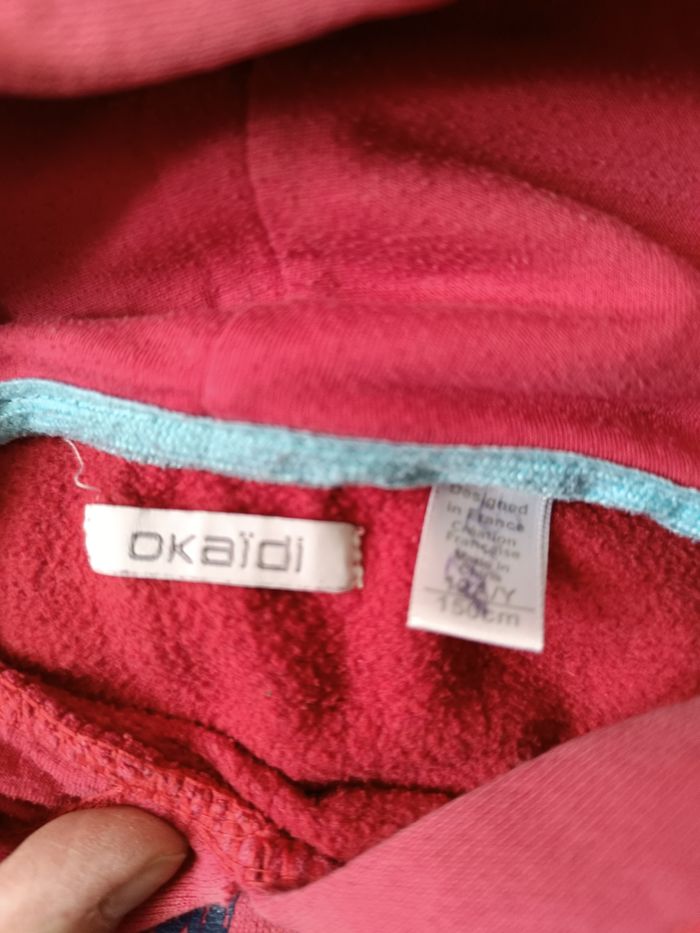 OKaïDi
Designed
in France
Création
Française
Made in
/Y
150cm